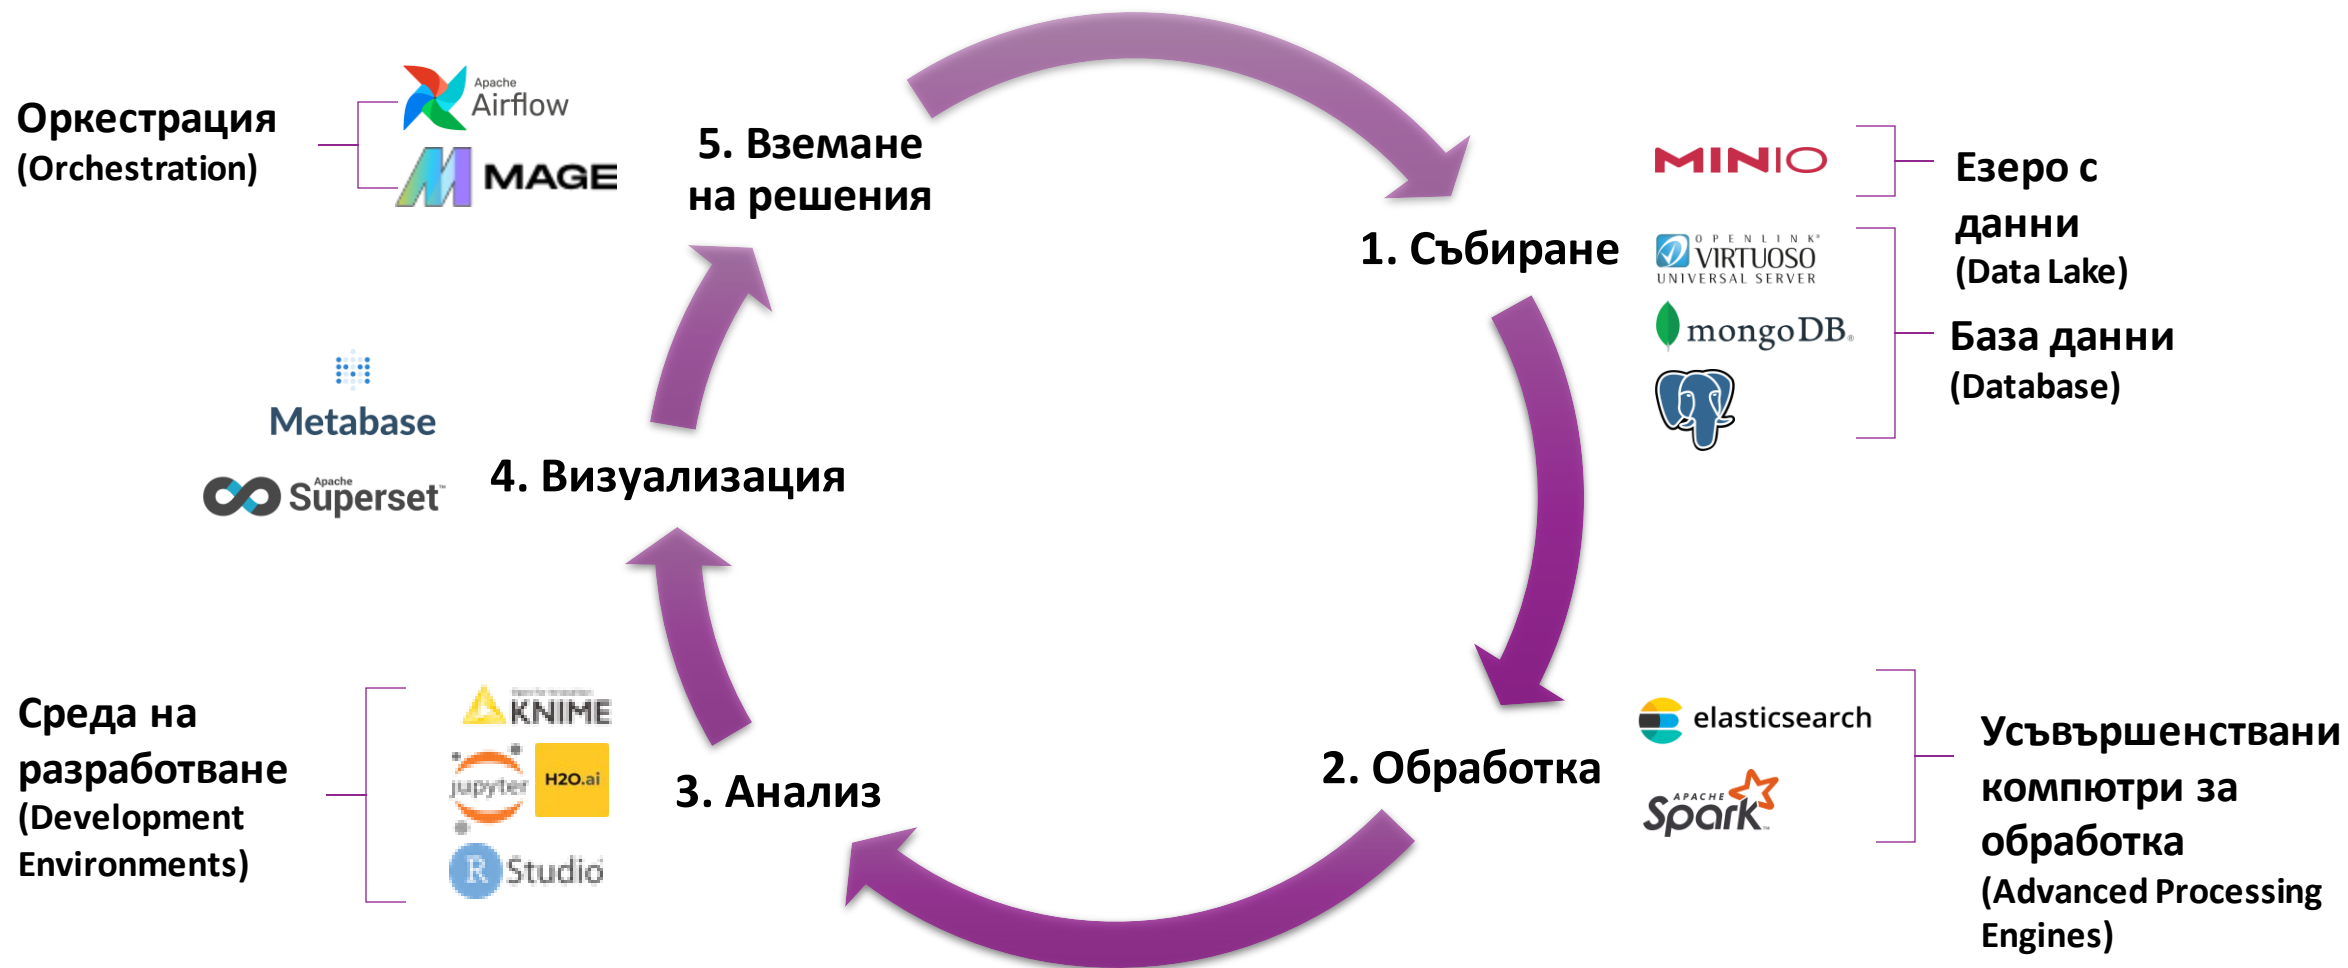 Оркестрация
(Orchestration)
Apache
Airflow
MAGE
5. Вземане
на решения
MINIO
Езеро с
данни
(Data Lake)
1. Събиране
OPENLINK
VIRTUOSO
UNIVERSAL SERVER
mongoDB®
База данни
(Database)
Metabase
Apache
Superset™
4. Визуализация
Среда на
разработване
(Development
Environments)
KNIME
jupyter
H2O.ai
R Studio
3. Анализ
2. Обработка
elasticsearch
APACHE
Spark™
Усъвършенствани
компютри за
обработка
(Advanced Processing
Engines)